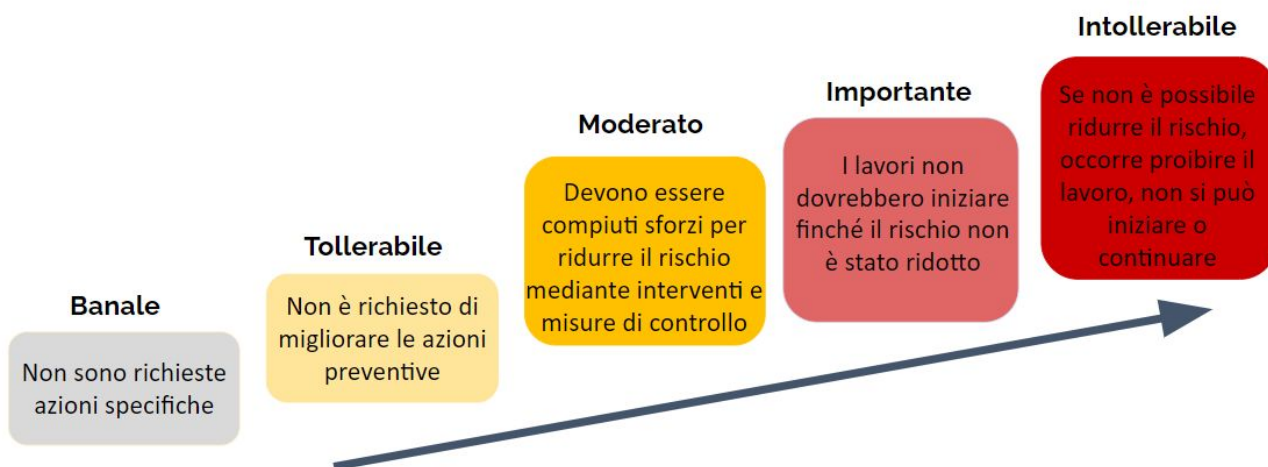 Banale
Non sono richieste
azioni specifiche
Tollerabile
Non è richiesto di
migliorare le azioni
preventive
Moderato
Devono essere
compiuti sforzi per
ridurre il rischio
mediante interventi e
misure di controllo
Importante
I lavori non
dovrebbero iniziare
finché il rischio non
è stato ridotto
Intollerabile
Se non è possibile
ridurre il rischio,
occorre proibire il
lavoro, non si può
iniziare o
continuare